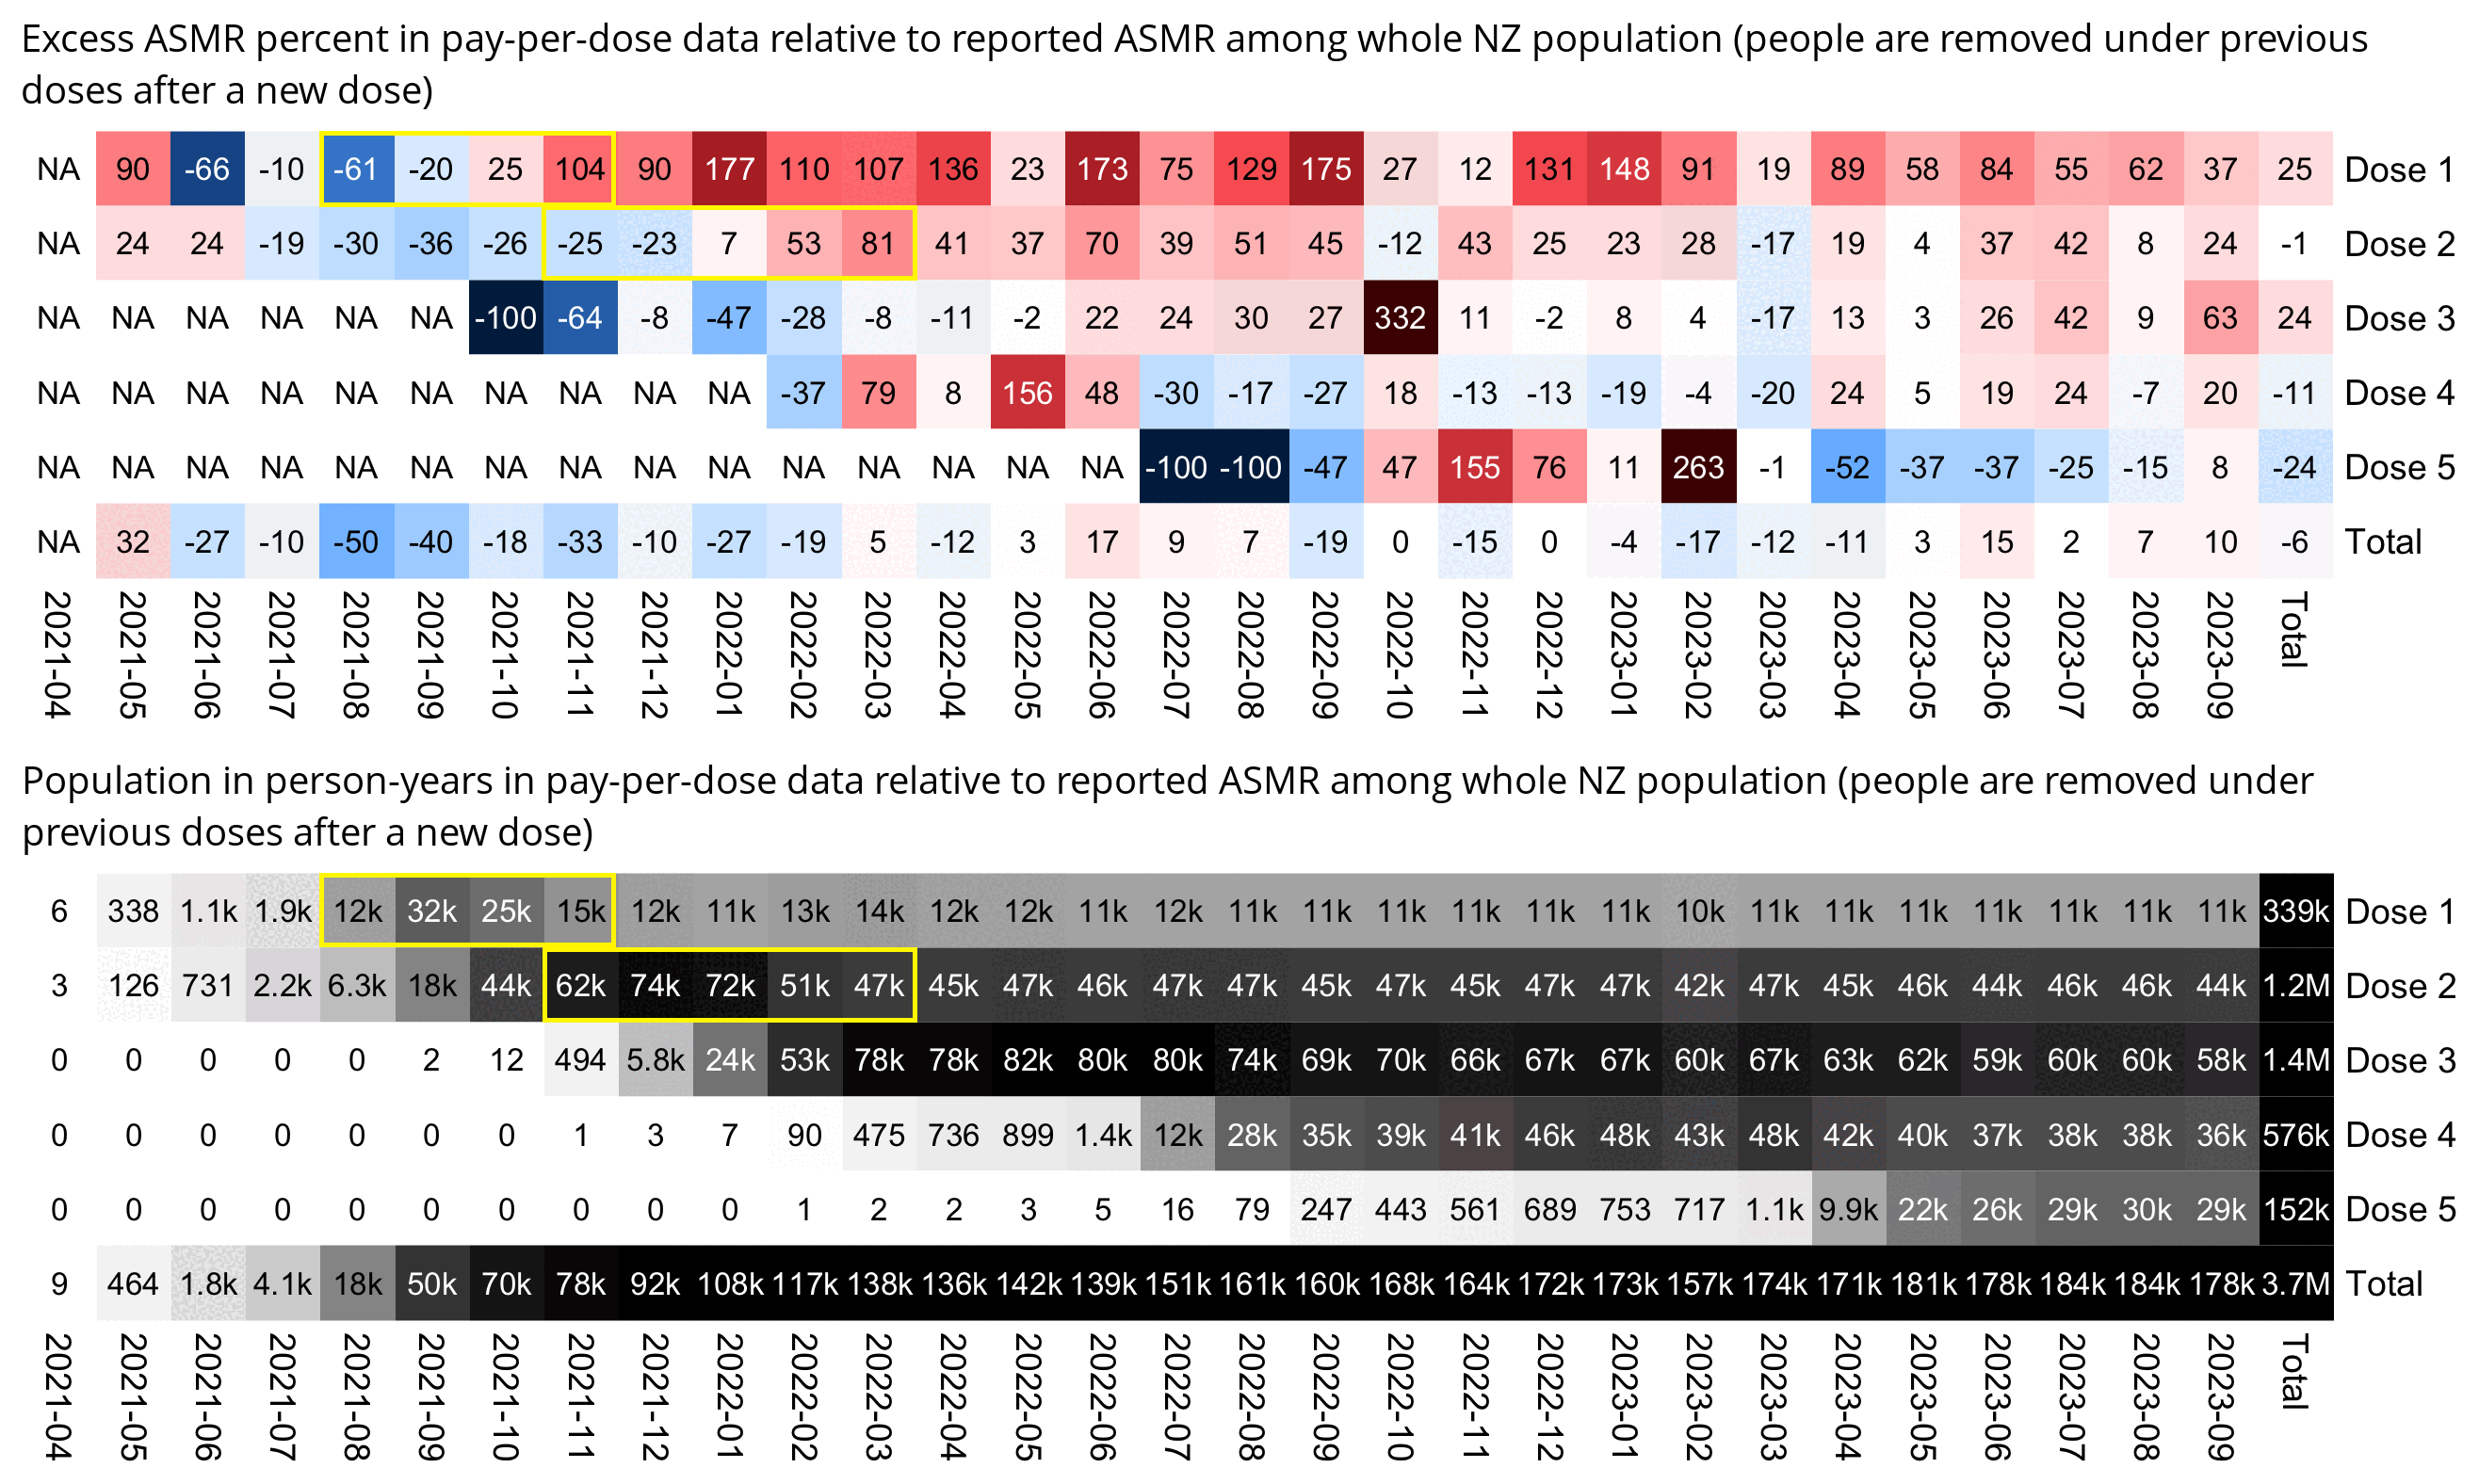 Excess ASMR percent in pay-per-dose data relative to reported ASMR among whole NZ population (people are removed under previous
doses after a new dose)
NA 90 -66 -10 -61 -20 25 104 90 177 110 107 136 23 173 75 129 175 27 12 131 148 91 19 89 58 84 55 62 37 25 Dose 1
NA 24 24 -19 -30 -36 -26 -25 -23 7 53 81 41 37 70 39 51 45 -12 43 25 23 28 -17 19 4 37 42 8 24 -1 Dose 2
NA NA NA NA NA NA -100 -64 -8 -47 -28 -8 -11 -2 22 24 30 27 332 11 -2 8 4 -17 13 3 26 42 9 63 24 Dose 3
NA NA NA NA NA NA NA NA NA NA -37 79 8 156 48 -30 -17 -27 18 -13 -13 -19 -4 -20 24 5 19 24 -7 20 -11 Dose 4
NA NA NA NA NA NA NA NA NA NA NA NA NA NA NA -100 -100 -47 47 155 76 11 263 -1 -52 -37 -37 -25 -15 8 -24 Dose 5
NA 32 -27 -10 -50 -40 -18 -33 -10 -27 -19 5 -12 3 17 9 7 -19 0 -15 0 -4 -17 -12 -11 3 15 2 7 10 -6 Total
2021-04 2021-05 2021-06 2021-07 2021-08 2021-09 2021-10 2021-11 2021-12 2022-01 2022-02 2022-03 2022-04 2022-05 2022-06 2022-07 2022-08 2022-09 2022-10 2022-11 2022-12 2023-01 2023-02 2023-03 2023-04 2023-05 2023-06 2023-07 2023-08 2023-09 Total
Population in person-years in pay-per-dose data relative to reported ASMR among whole NZ population (people are removed under
previous doses after a new dose)
6 338 1.1k 1.9k 12k 32k 25k 15k 12k 11k 13k 14k 12k 12k 11k 12k 11k 11k 11k 11k 11k 11k 10k 11k 11k 11k 11k 11k 11k 11k 339k Dose 1
3 126 731 2.2k 6.3k 18k 44k 62k 74k 72k 51k 47k 45k 47k 46k 47k 47k 45k 47k 45k 47k 47k 42k 47k 45k 46k 44k 46k 46k 44k 1.2M Dose 2
0 0 0 0 0 2 12 494 5.8k 24k 53k 78k 78k 82k 80k 80k 74k 69k 70k 66k 67k 67k 60k 67k 63k 62k 59k 60k 60k 58k 1.4M Dose 3
0 0 0 0 0 0 0 1 3 7 90 475 736 899 1.4k 12k 28k 35k 39k 41k 46k 48k 43k 48k 42k 40k 37k 38k 38k 36k 576k Dose 4
0 0 0 0 0 0 0 0 0 0 1 2 2 3 5 16 79 247 443 561 689 753 717 1.1k 9.9k 22k 26k 29k 30k 29k 152k Dose 5
9 464 1.8k 4.1k 18k 50k 70k 78k 92k 108k 117k 138k 136k 142k 139k 151k 161k 160k 168k 164k 172k 173k 157k 174k 171k 181k 178k 184k 184k 178k 3.7M Total
2021-04 2021-05 2021-06 2021-07 2021-08 2021-09 2021-10 2021-11 2021-12 2022-01 2022-02 2022-03 2022-04 2022-05 2022-06 2022-07 2022-08 2022-09 2022-10 2022-11 2022-12 2023-01 2023-02 2023-03 2023-04 2023-05 2023-06 2023-07 2023-08 2023-09 Total